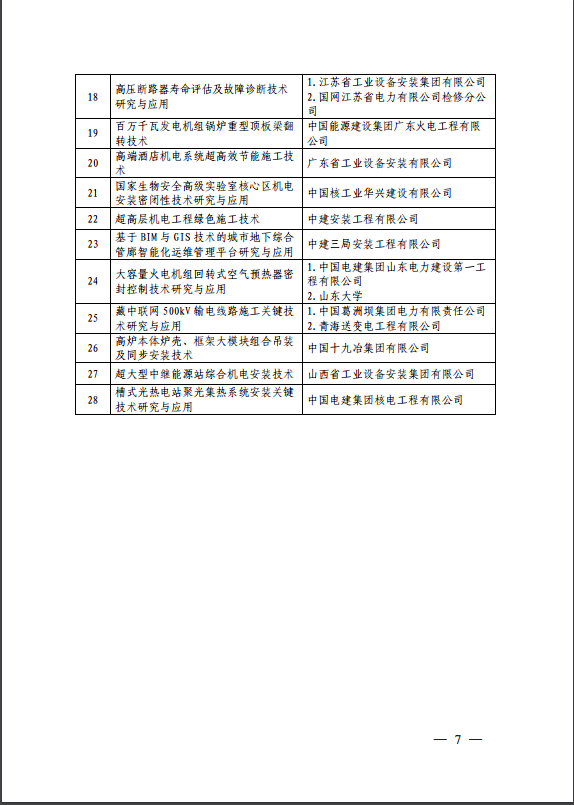 18
高压断路器寿命评估及故障诊断技术
研究与应用
1.江苏省工业设备安装集团有限公司
2.国网江苏省电力有限公司检修分公
司
19
百万千瓦发电机组锅炉重型顶板梁翻
转技术
中国能源建设集团广东火电工程有限
公司
20
高端酒店机电系统超高效节能施工技
术
广东省工业设备安装有限公司
21
国家生物安全高级实验室核心区机电
安装密闭性技术研究与应用
中国核工业华兴建设有限公司
22
超高层机电工程绿色施工技术
中建安装工程有限公司
23
基于 BIM 与 GIS 技术的城市地下综合
管廊智能化运维管理平台研究与应用
中建三局安装工程有限公司
24
大容量火电机组回转式空气预热器密
封控制技术研究与应用
1.中国电建集团山东电力建设第一工
程有限公司
2.山东大学
25
藏中联网 500kV 输电线路施工关键技
术研究与应用
1.中国葛洲坝集团电力有限责任公司
2.青海送变电工程有限公司
26
高炉本体炉壳、框架大模块组合吊装
及同步安装技术
中国十九冶集团有限公司
27
超大型中继能源站综合机电安装技术
山西省工业设备安装集团有限公司
28
槽式光热电站聚光集热系统安装关键
技术研究与应用
中国电建集团核电工程有限公司
— 7 —